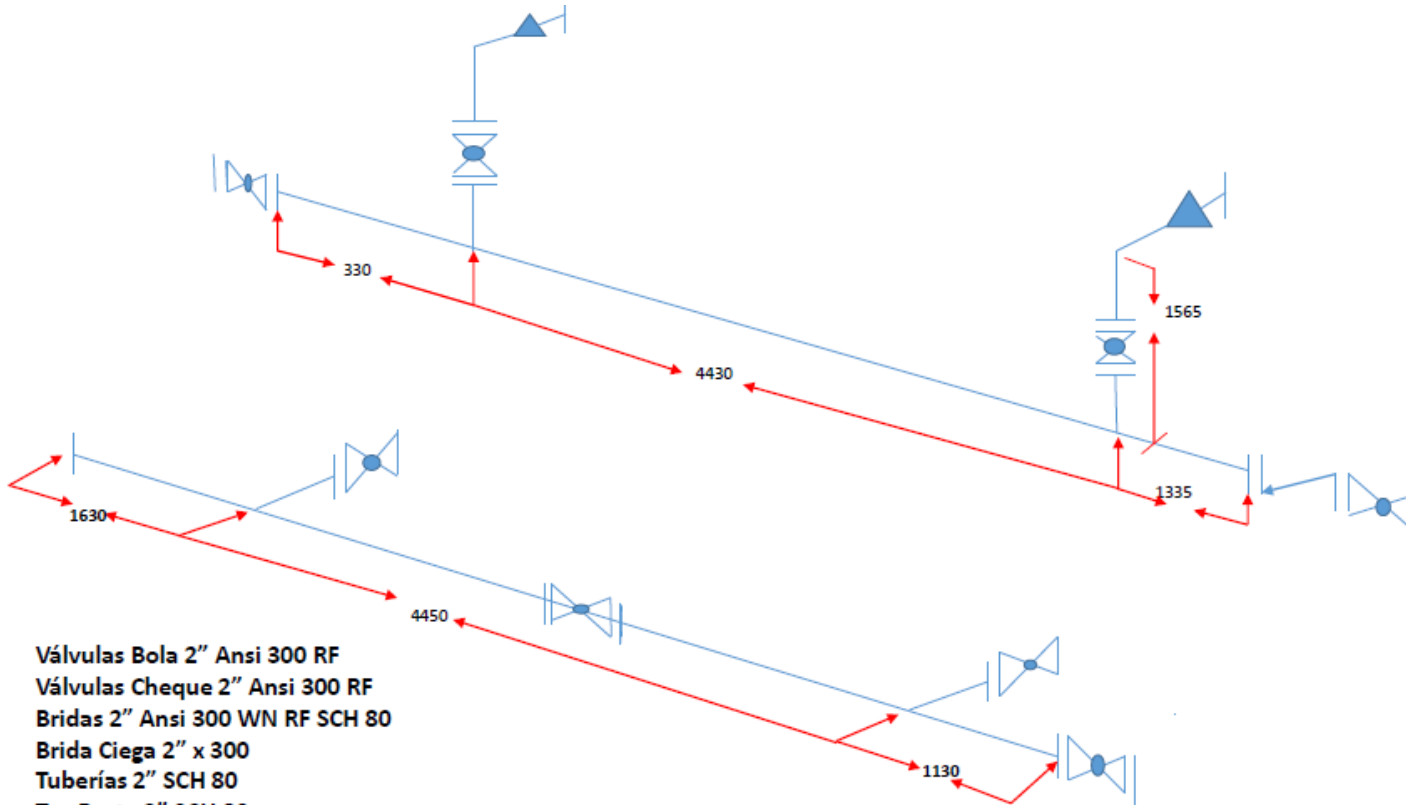 330
1565
4430
1335
1630
4450
1130
Válvulas Bola 2” Ansi 300 RF
Válvulas Cheque 2” Ansi 300 RF
Bridas 2” Ansi 300 WN RF SCH 80
Brida Ciega 2” x 300
Tuberías 2” SCH 80